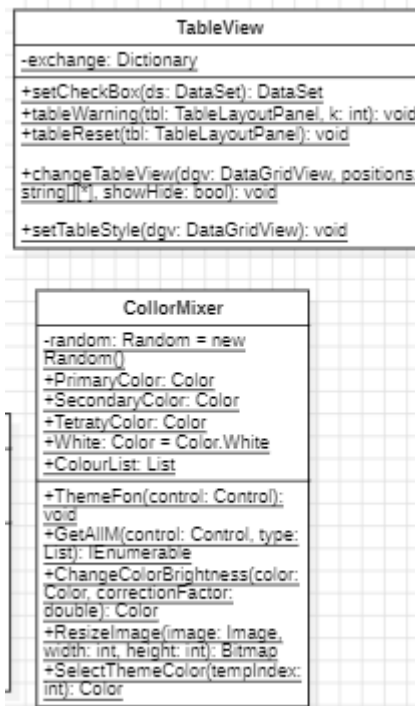 TableView
-exchange: Dictionary
+setCheckBox(ds: DataSet): DataSet
+tableWarning(tbl: TableLayoutPanel, k: int): void
+tableReset(tbl: TableLayoutPanel): void
+changeTableView(dgv: DataGridView, positions:
string[][*], showHide: bool): void
+setTableStyle(dgv: DataGridView): void
CollorMixer
-random: Random = new
Random()
+PrimaryColor: Color
+SecondaryColor: Color
+TetratyColor: Color
+White: Color = Color.White
+ColourList: List
+ThemeFon(control: Control):
void
+GetAllM(control: Control, type:
List): IEnumerable
+ChangeColorBrightness(color:
Color, correctionFactor:
double): Color
+ResizeImage(image: Image,
width: int, height: int): Bitmap
+SelectThemeColor(tempIndex:
int): Color